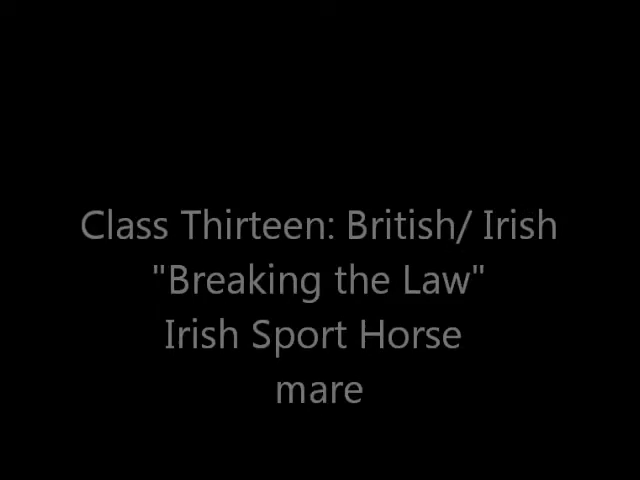 Class Thirteen: British/ Irish
"Breaking the Law"
Irish Sport Horse
mare